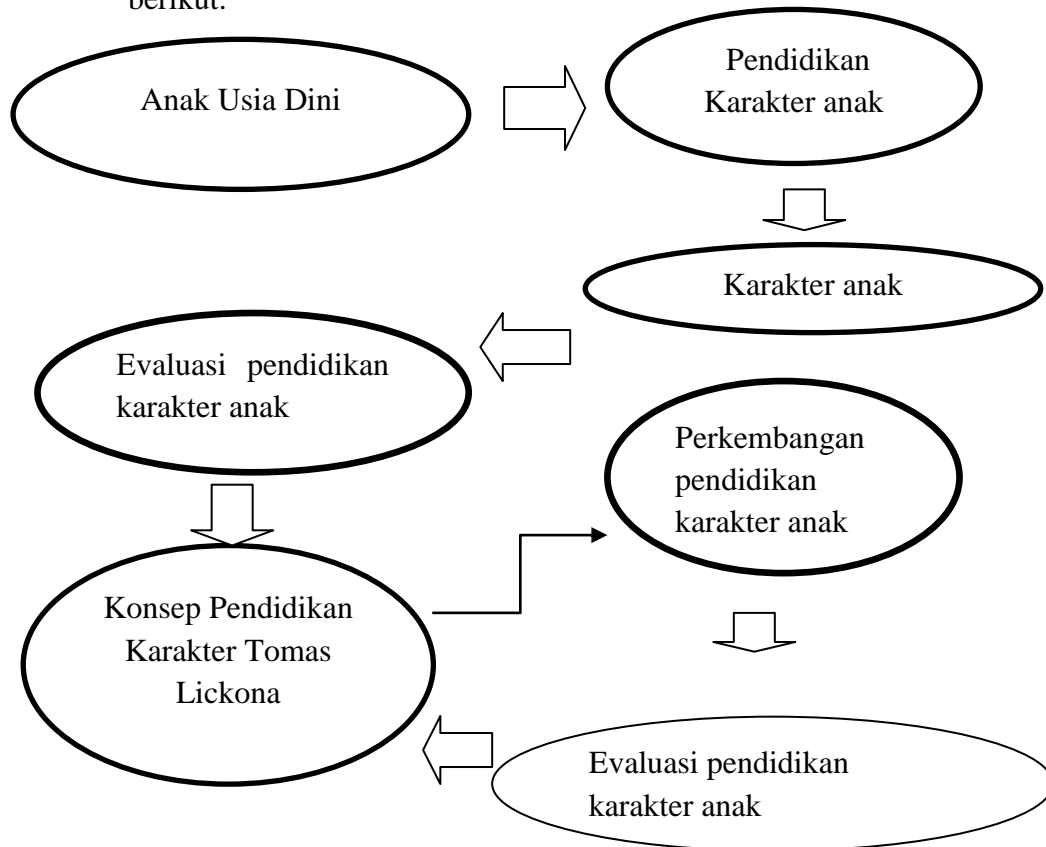 berikut.
Anak Usia Dini
Pendidikan
Karakter anak
Karakter anak
Evaluasi pendidikan
karakter anak
Perkembangan
pendidikan
karakter anak
Konsep Pendidikan
Karakter Tomas
Lickona
Evaluasi pendidikan
karakter anak